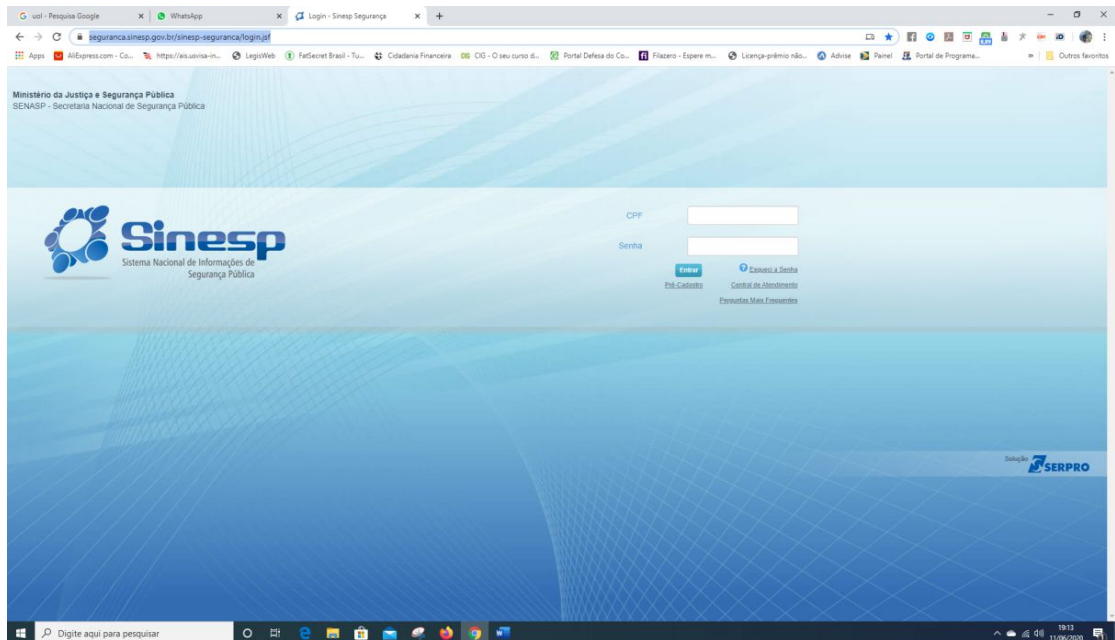 uol - Pesquisa Google
WhatsApp
Login - Sinesp Segurança
seguranca.sinesp.gov.br/sinesp-seguranca/login.jsf
Apps
AliExpress.com - Co...
https://ais.usvisa-in...
LegisWeb
FatSecret Brasil - Tu...
Cidadania Financeira
CIG - O seu curso d...
Portal Defesa do Co...
Filazero - Espere m...
Licença-prêmio não...
Advise
Painel
Portal de Programa...
Outros favoritos
Ministério da Justiça e Segurança Pública
SENASP - Secretaria Nacional de Segurança Pública
Sinesp
Sistema Nacional de Informações de
Segurança Pública
CPF
Senha
Entrar
Esqueci a Senha
Pré-Cadastro
Central de Atendimento
Perguntas Mais Frequentes
Solução
SERPRO
Digite aqui para pesquisar
19:13
11/06/2020